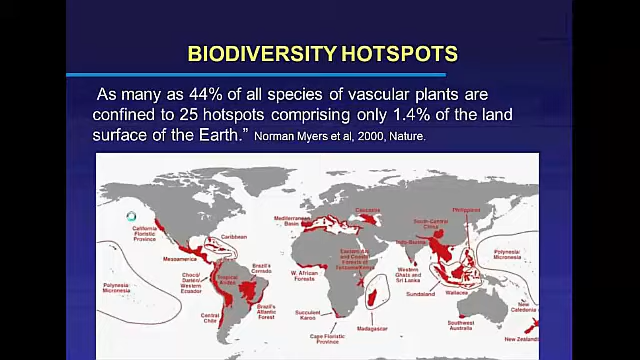 BIODIVERSITY HOTSPOTS
As many as 44% of all species of vascular plants are
confined to 25 hotspots comprising only 1.4% of the land
surface of the Earth.” Norman Myers et al, 2000, Nature.
California
Floristic
Province
Mesoamerica
Caribbean
Chocó/
Darién/
Western
Ecuador
Tropical
Andes
Brazil's
Cerrado
Brazil's
Atlantic
Forest
Central
Chile
Polynesia/
Micronesia
Mediterranean
Basin
Caucasus
W. African
Forests
Eastern Arc
and Coastal
Forests of
Tanzania/Kenya
Succulent
Karoo
Cape Floristic
Province
Madagascar
Western
Ghats and
Sri Lanka
Indo-Burma
South-Central
China
Philippines
Sundaland
Wallacea
Southwest
Australia
Polynesia/
Micronesia
New
Caledonia
New Zealand